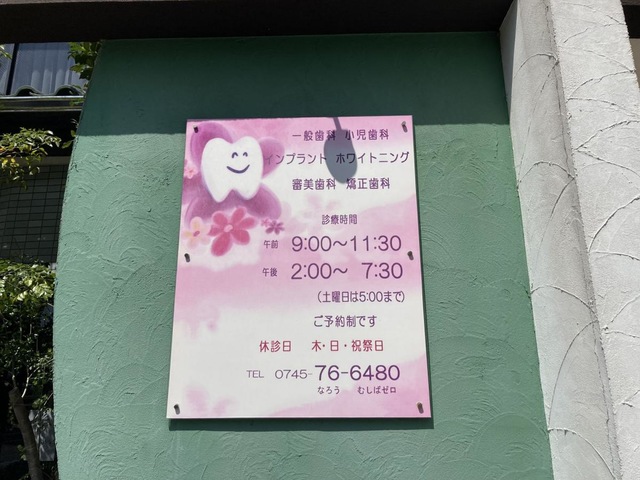 一般歯科 小児歯科
インプラント ホワイトニング
審美歯科 矯正歯科
診療時間
午前 9:00～11:30
午後 2:00～ 7:30
(土曜日は5:00まで)
ご予約制です
休診日 木・日・祝祭日
TEL 0745-76-6480
なろう むしばゼロ